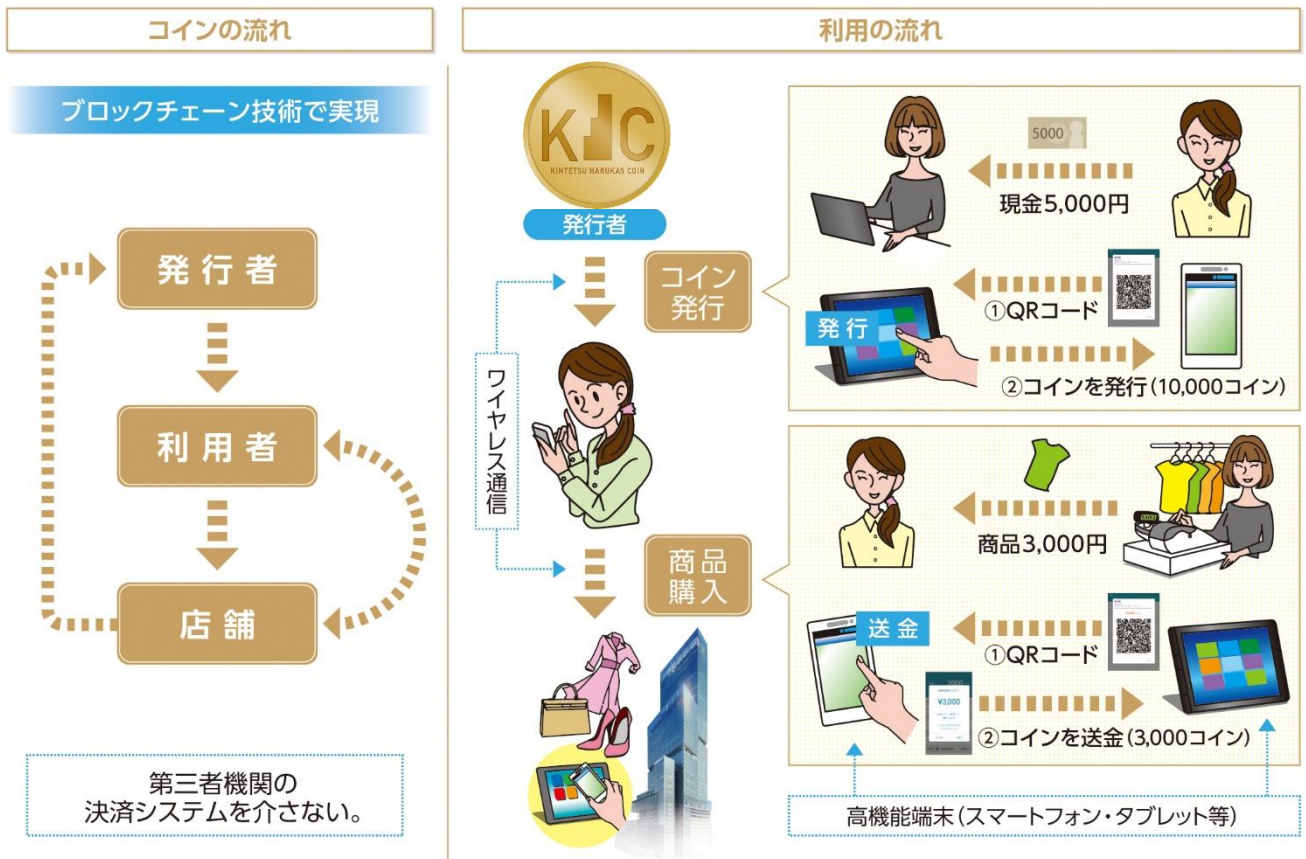 コインの流れ
ブロックチェーン技術で実現
発行者
利用者
店舗
第三者機関の
決済システムを介さない。
利用の流れ
KHC
KINTETSU HARUKAS COIN
発行者
ワイヤレス通信
コイン
発行
5000
現金5,000円
①QRコード
発行
②コインを発行(10,000コイン)
商品
購入
商品3,000円
送金
①QRコード
¥3,000
②コインを送金(3,000コイン)
高機能端末(スマートフォン・タブレット等)